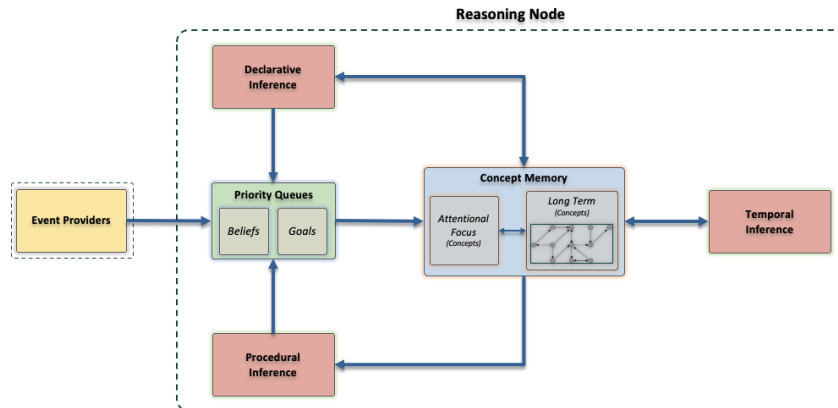 Reasoning Node
Declarative
Inference
Event Providers
Priority Queues
Beliefs
Goals
Concept Memory
Attentional
Focus
(Concepts)
Long Term
(Concepts)
Temporal
Inference
Procedural
Inference